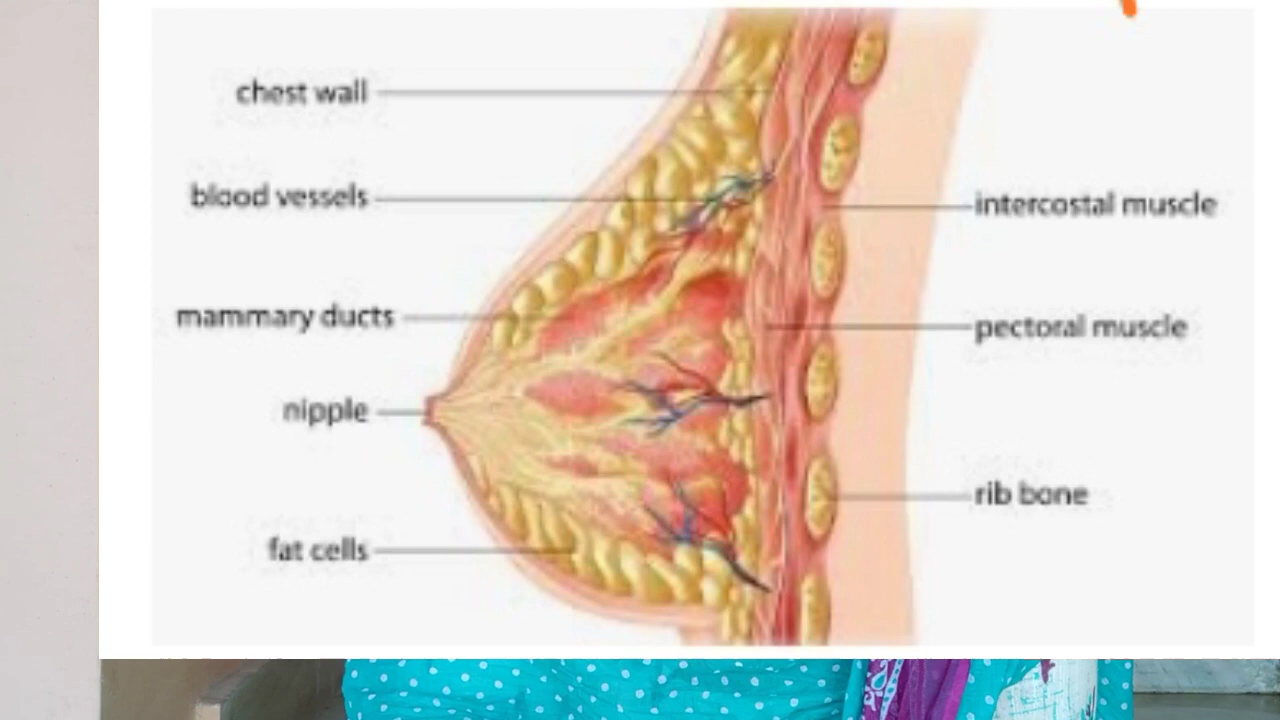 chest wall
blood vessels
mammary ducts
nipple
fat cells
intercostal muscle
pectoral muscle
rib bone